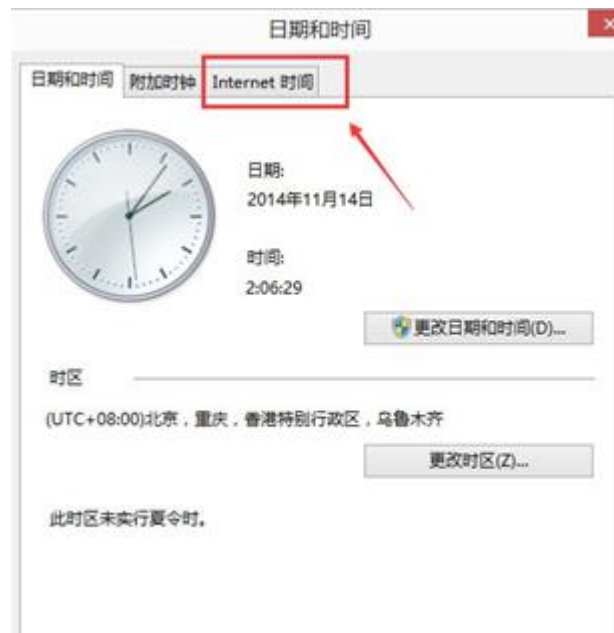 日期和时间
日期和时间 附加时钟 Internet 时间
日期:
2014年11月14日
时间:
2:06:29
更改日期和时间(D)...
时区
(UTC+08:00)北京，重庆，香港特别行政区，乌鲁木齐
更改时区(Z)...
此时区未实行夏令时。